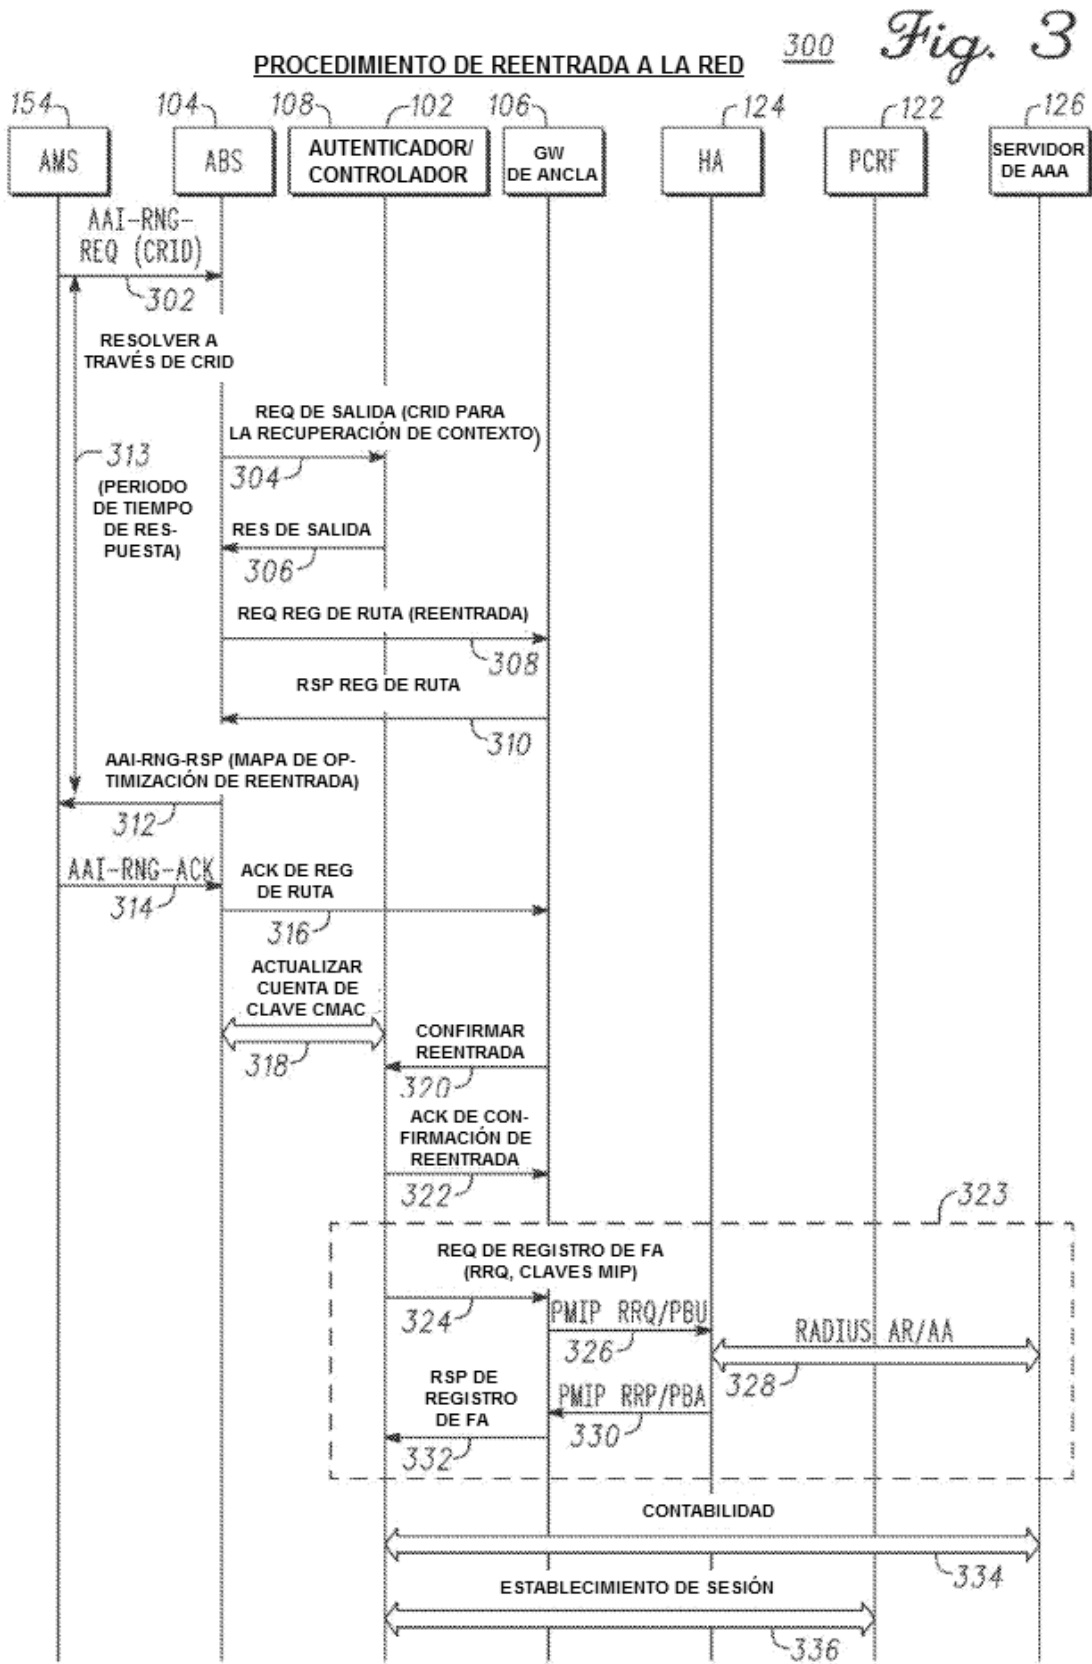 300
Fig. 3
PROCEDIMIENTO DE REENTRADA A LA RED
154
104
108
102
106
124
122
126
AMS
ABS
AUTENTICADOR/
CONTROLADOR
GW
DE ANCLA
HA
PCRF
SERVIDOR
DE AAA
AAI-RNG-
REQ (CRID)
302
RESOLVER A
TRAVÉS DE CRID
REQ DE SALIDA (CRID PARA
LA RECUPERACIÓN DE CONTEXTO)
304
313
(PERIODO
DE TIEMPO
DE RES-
PUESTA)
RES DE SALIDA
306
REQ REG DE RUTA (REENTRADA)
308
RSP REG DE RUTA
310
AAI-RNG-RSP (MAPA DE OP-
TIMIZACIÓN DE REENTRADA)
312
AAI-RNG-ACK
314
ACK DE REG
DE RUTA
316
ACTUALIZAR
CUENTA DE
CLAVE CMAC
318
CONFIRMAR
REENTRADA
320
ACK DE CON-
FIRMACIÓN DE
REENTRADA
322
323
REQ DE REGISTRO DE FA
(RRQ, CLAVES MIP)
324
PMIP RRQ/PBU
326
RADIUS AR/AA
328
RSP DE
REGISTRO
DE FA
PMIP RRP/PBA
330
332
CONTABILIDAD
334
ESTABLECIMIENTO DE SESIÓN
336